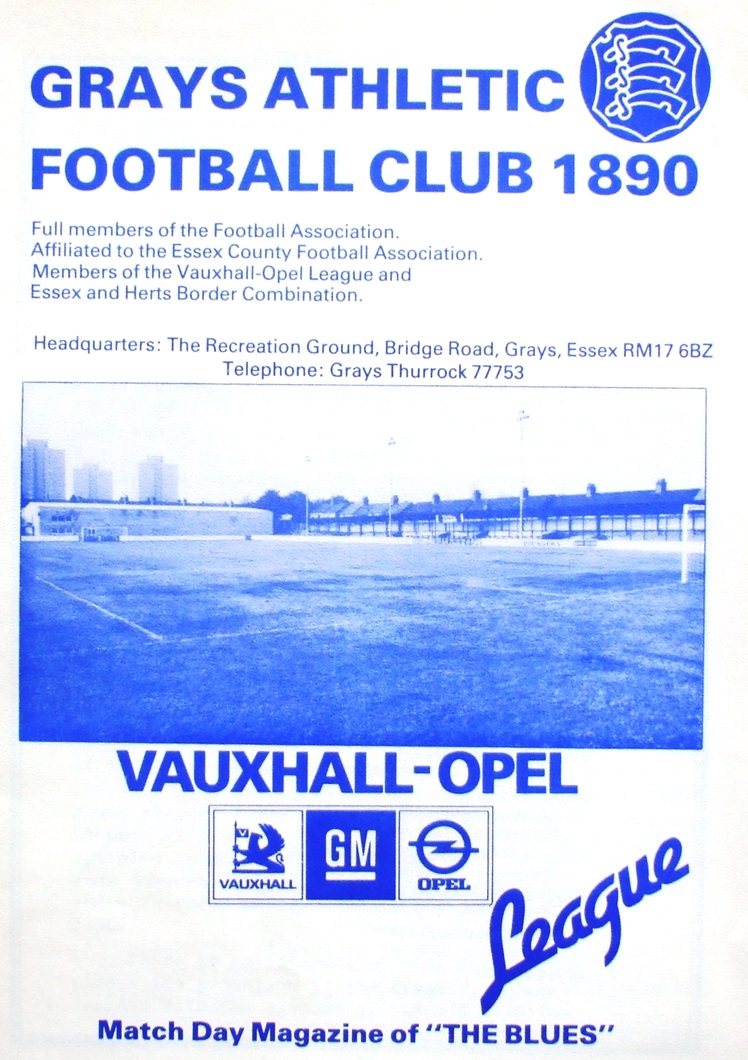 GRAYS ATHLETIC
FOOTBALL CLUB 1890
Full members of the Football Association.
Affiliated to the Essex County Football Association.
Members of the Vauxhall-Opel League and
Essex and Herts Border Combination.
Headquarters: The Recreation Ground, Bridge Road, Grays, Essex RM17 6BZ
Telephone: Grays Thurrock 77753
VAUXHALL-OPEL
V
VAUXHALL
GM
OPEL
League
Match Day Magazine of "THE BLUES"